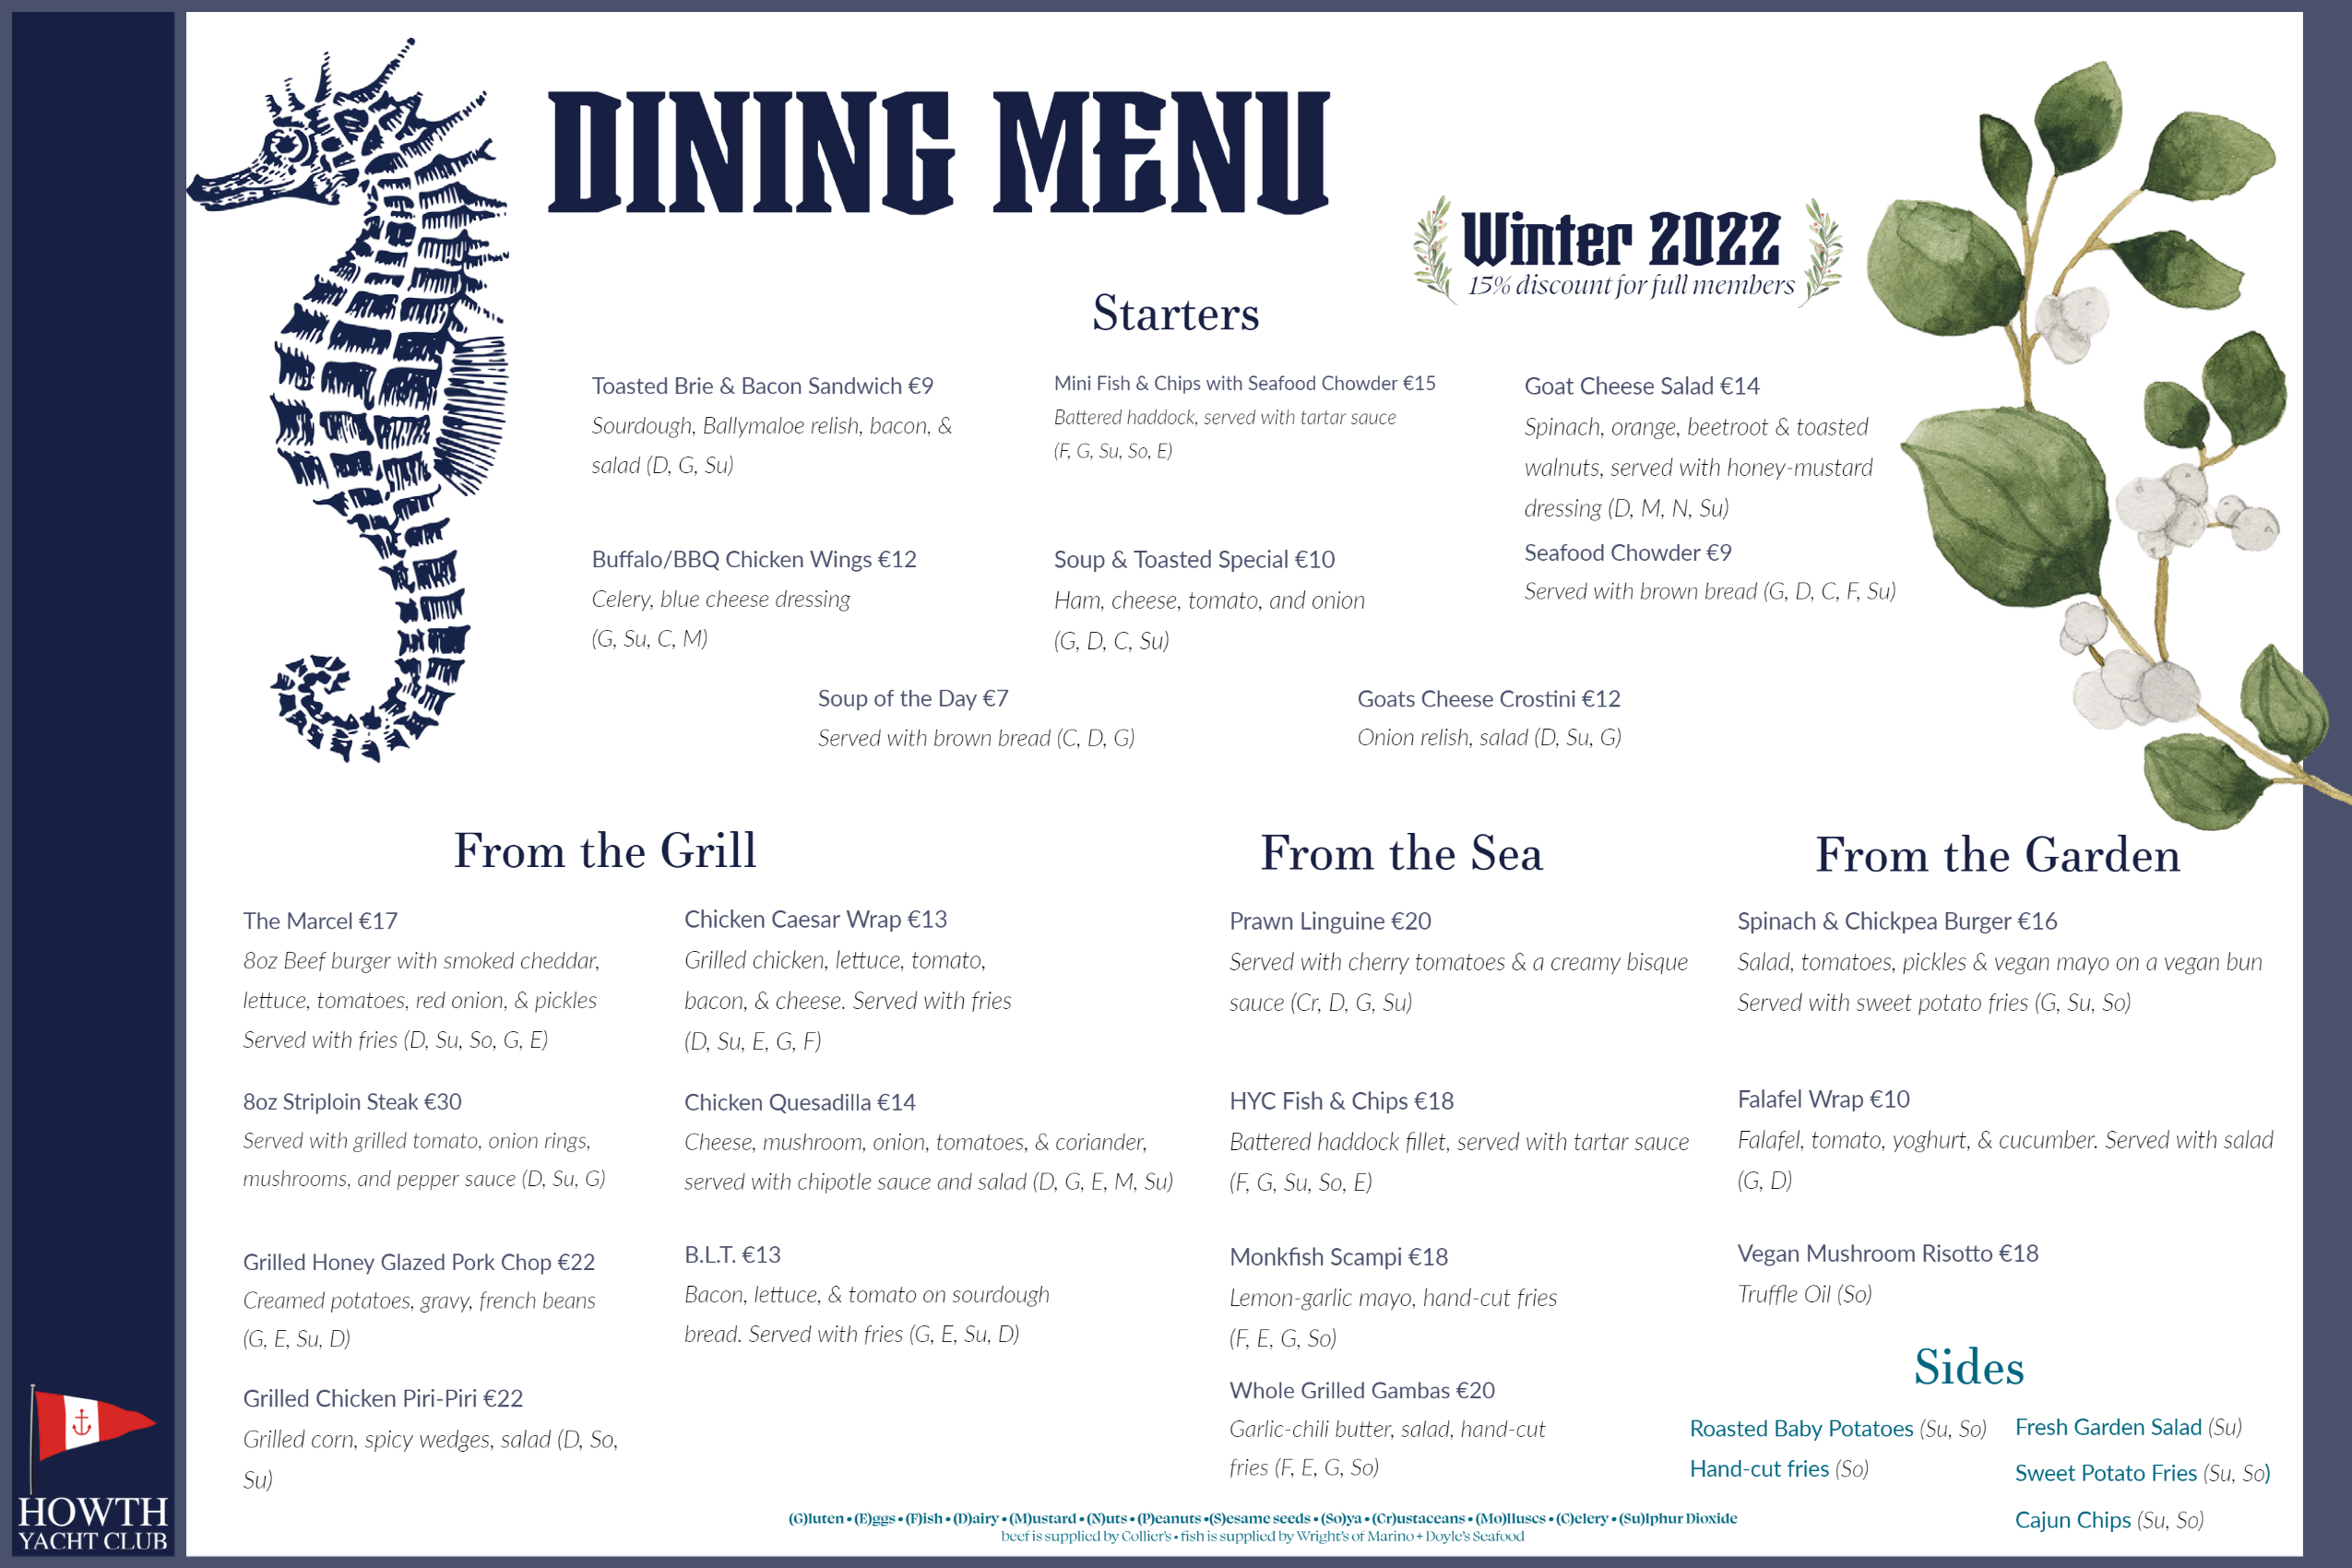 DINING MENU
Winter 2022
15% discount for full members
Starters
Toasted Brie & Bacon Sandwich €9
Sourdough, Ballymaloe relish, bacon, &
salad (D, G, Su)
Mini Fish & Chips with Seafood Chowder €15
Battered haddock, served with tartar sauce
(F, G, Su, So, E)
Goat Cheese Salad €14
Spinach, orange, beetroot & toasted
walnuts, served with honey-mustard
dressing (D, M, N, Su)
Buffalo/BBQ Chicken Wings €12
Celery, blue cheese dressing
(G, Su, C, M)
Soup & Toasted Special €10
Ham, cheese, tomato, and onion
(G, D, C, Su)
Seafood Chowder €9
Served with brown bread (G, D, C, F, Su)
Soup of the Day €7
Served with brown bread (C, D, G)
Goats Cheese Crostini €12
Onion relish, salad (D, Su, G)
From the Grill
The Marcel €17
8oz Beef burger with smoked cheddar,
lettuce, tomatoes, red onion, & pickles
Served with fries (D, Su, So, G, E)
8oz Striploin Steak €30
Served with grilled tomato, onion rings,
mushrooms, and pepper sauce (D, Su, G)
Grilled Honey Glazed Pork Chop €22
Creamed potatoes, gravy, french beans
(G, E, Su, D)
Grilled Chicken Piri-Piri €22
Grilled corn, spicy wedges, salad (D, So,
Su)
Chicken Caesar Wrap €13
Grilled chicken, lettuce, tomato,
bacon, & cheese. Served with fries
(D, Su, E, G, F)
Chicken Quesadilla €14
Cheese, mushroom, onion, tomatoes, & coriander,
served with chipotle sauce and salad (D, G, E, M, Su)
B.L.T. €13
Bacon, lettuce, & tomato on sourdough
bread. Served with fries (G, E, Su, D)
From the Sea
Prawn Linguine €20
Served with cherry tomatoes & a creamy bisque
sauce (Cr, D, G, Su)
HYC Fish & Chips €18
Battered haddock fillet, served with tartar sauce
(F, G, Su, So, E)
Monkfish Scampi €18
Lemon-garlic mayo, hand-cut fries
(F, E, G, So)
Whole Grilled Gambas €20
Garlic-chili butter, salad, hand-cut
fries (F, E, G, So)
From the Garden
Spinach & Chickpea Burger €16
Salad, tomatoes, pickles & vegan mayo on a vegan bun
Served with sweet potato fries (G, Su, So)
Falafel Wrap €10
Falafel, tomato, yoghurt, & cucumber. Served with salad
(G, D)
Vegan Mushroom Risotto €18
Truffle Oil (So)
Sides
Roasted Baby Potatoes (Su, So)
Hand-cut fries (So)
Fresh Garden Salad (Su)
Sweet Potato Fries (Su, So)
Cajun Chips (Su, So)
(G)luten • (E)ggs • (F)ish • (D)airy • (M)ustard • (N)uts • (P)eanuts •(S)esame seeds • (So)ya • (Cr)ustaceans • (Mo)lluscs • (C)elery • (Su)lphur Dioxide
beef is supplied by Collier's • fish is supplied by Wright's of Marino + Doyle's Seafood
HOWTH
YACHT CLUB